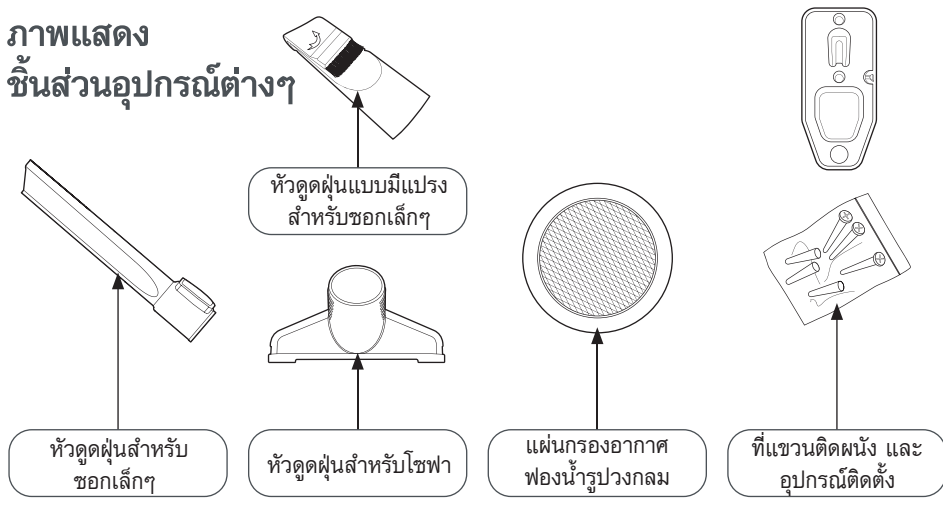 ภาพแสดง
ชิ้นส่วนอุปกรณ์ต่างๆ
หัวดูดฝุ่นแบบมีแปรง
สำหรับซอกเล็กๆ
หัวดูดฝุ่นสำหรับ
ซอกเล็กๆ
หัวดูดฝุ่นสำหรับโซฟา
แผ่นกรองอากาศ
ฟองน้ำรูปวงกลม
ที่แขวนติดผนัง และ
อุปกรณ์ติดตั้ง